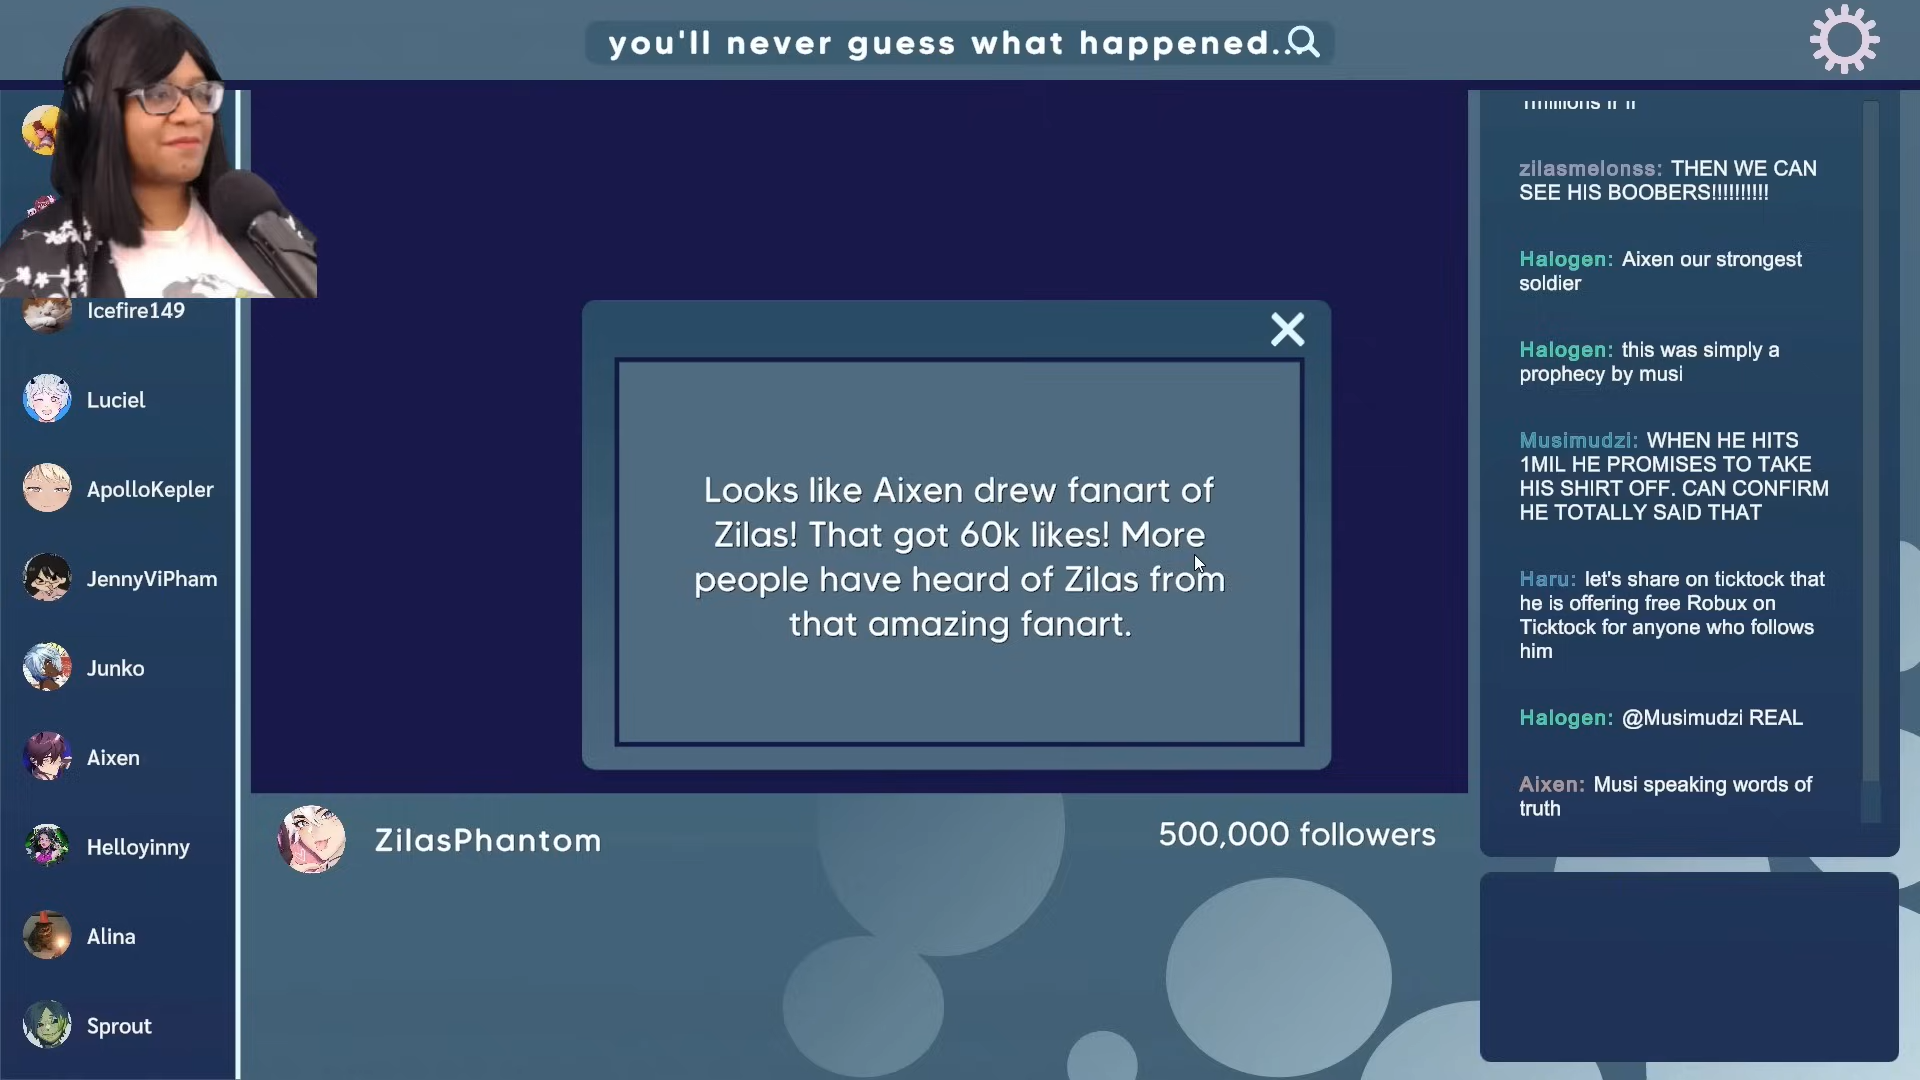 you'll never guess what happened..
Icefire149
Luciel
ApolloKepler
JennyViPham
Junko
Aixen
Helloyinny
Alina
Sprout
Looks like Aixen drew fanart of
Zilas! That got 60k likes! More
people have heard of Zilas from
that amazing fanart.
ZilasPhantom
500,000 followers
zilasmelonss: THEN WE CAN
SEE HIS BOOBERS!!!!!!!!!!
Halogen: Aixen our strongest
soldier
Halogen: this was simply a
prophecy by musi
Musimudzi: WHEN HE HITS
1MIL HE PROMISES TO TAKE
HIS SHIRT OFF. CAN CONFIRM
HE TOTALLY SAID THAT
Haru: let's share on ticktock that
he is offering free Robux on
Ticktock for anyone who follows
him
Halogen: @Musimudzi REAL
Aixen: Musi speaking words of
truth